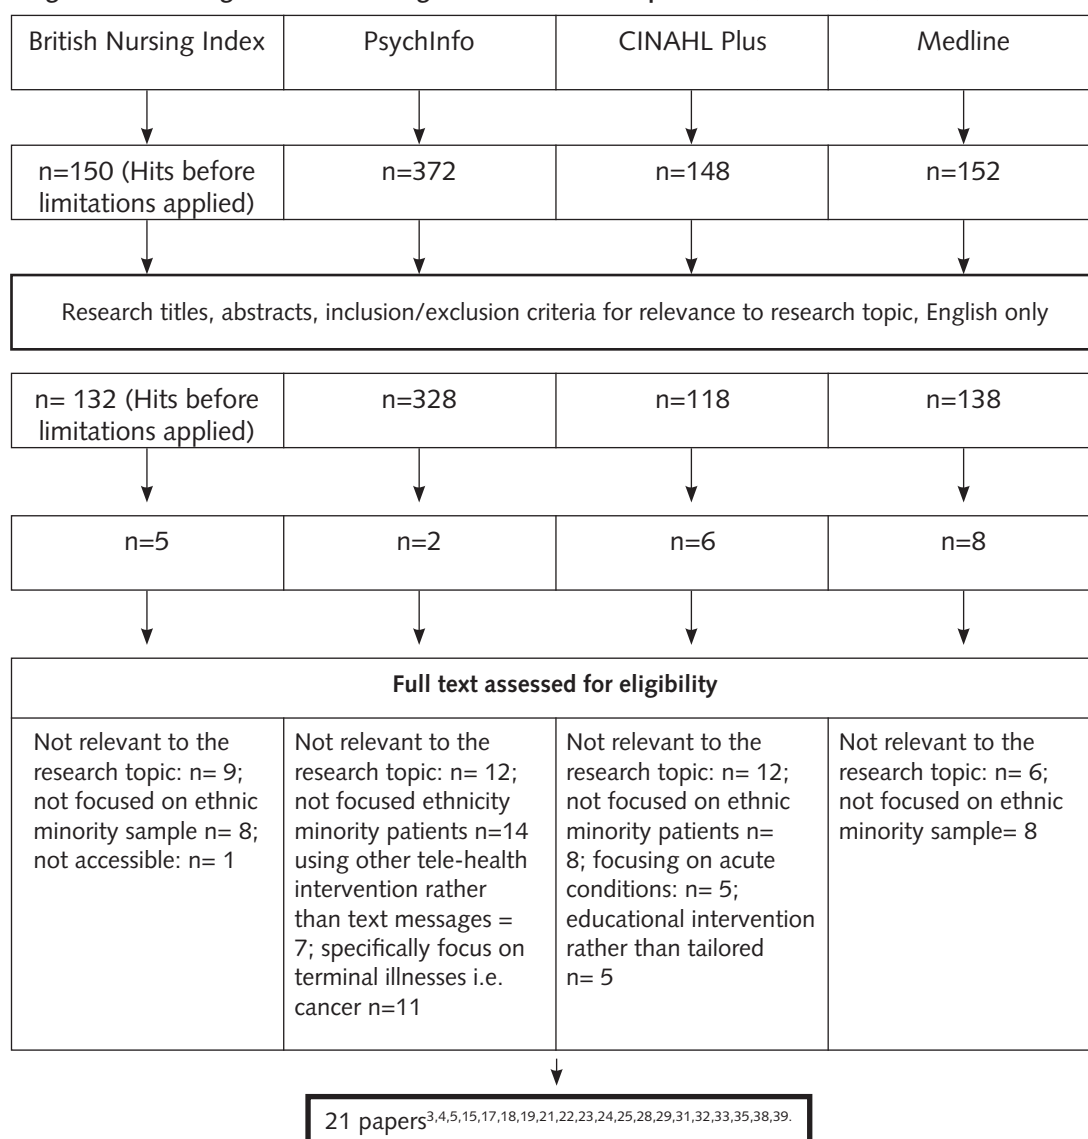 British Nursing Index
PsychInfo
CINAHL Plus
Medline
n=150 (Hits before
limitations applied)
n=372
n=148
n=152
Research titles, abstracts, inclusion/exclusion criteria for relevance to research topic, English only
n= 132 (Hits before
limitations applied)
n=328
n=118
n=138
n=5
n=2
n=6
n=8
Full text assessed for eligibility
Not relevant to the
research topic: n= 9;
not focused on ethnic
minority sample n= 8;
not accessible: n= 1
Not relevant to the
research topic: n= 12;
not focused ethnicity
minority patients n=14
using other tele-health
intervention rather
than text messages =
7; specifically focus on
terminal illnesses i.e.
cancer n=11
Not relevant to the
research topic: n= 12;
not focused on ethnic
minority patients n=
8; focusing on acute
conditions: n= 5;
educational intervention
rather than tailored
n= 5
Not relevant to the
research topic: n= 6;
not focused on ethnic
minority sample= 8
21 papers3,4,5,15,17,18,19,21,22,23,24,25,28,29,31,32,33,35,38,39.